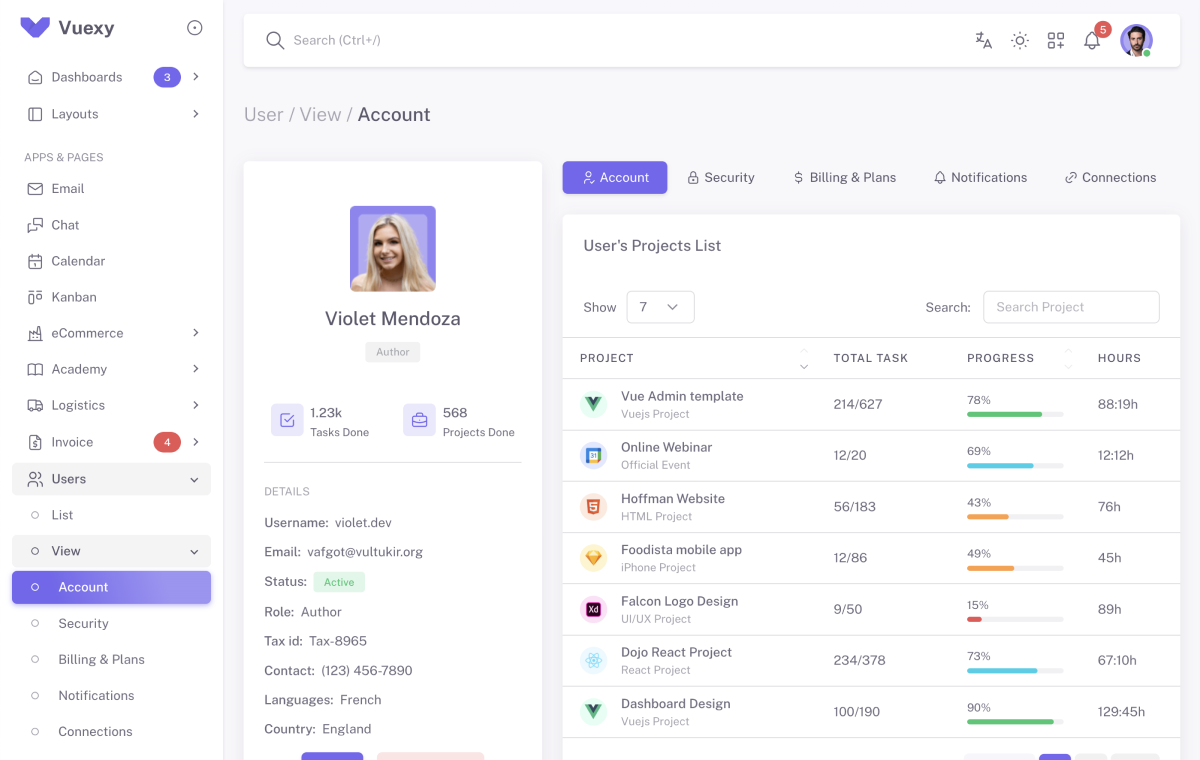 Vuexy
Dashboards 3
Layouts
APPS & PAGES
Email
Chat
Calendar
Kanban
eCommerce
Academy
Logistics
Invoice 4
Users
List
View
Account
Security
Billing & Plans
Notifications
Connections
Search (Ctrl+/)
5
User / View / Account
Violet Mendoza
Author
1.23k
Tasks Done
568
Projects Done
DETAILS
Username: violet.dev
Email: vafgot@vultukir.org
Status: Active
Role: Author
Tax id: Tax-8965
Contact: (123) 456-7890
Languages: French
Country: England
Account Security Billing & Plans Notifications Connections
User's Projects List
Show 7 Search: Search Project
PROJECT TOTAL TASK PROGRESS HOURS
Vue Admin template
Vuejs Project
214/627 78% 88:19h
Online Webinar
Official Event
31
12/20 69% 12:12h
Hoffman Website
HTML Project
56/183 43% 76h
Foodista mobile app
iPhone Project
12/86 49% 45h
Falcon Logo Design
UI/UX Project
Xd
9/50 15% 89h
Dojo React Project
React Project
234/378 73% 67:10h
Dashboard Design
Vuejs Project
100/190 90% 129:45h